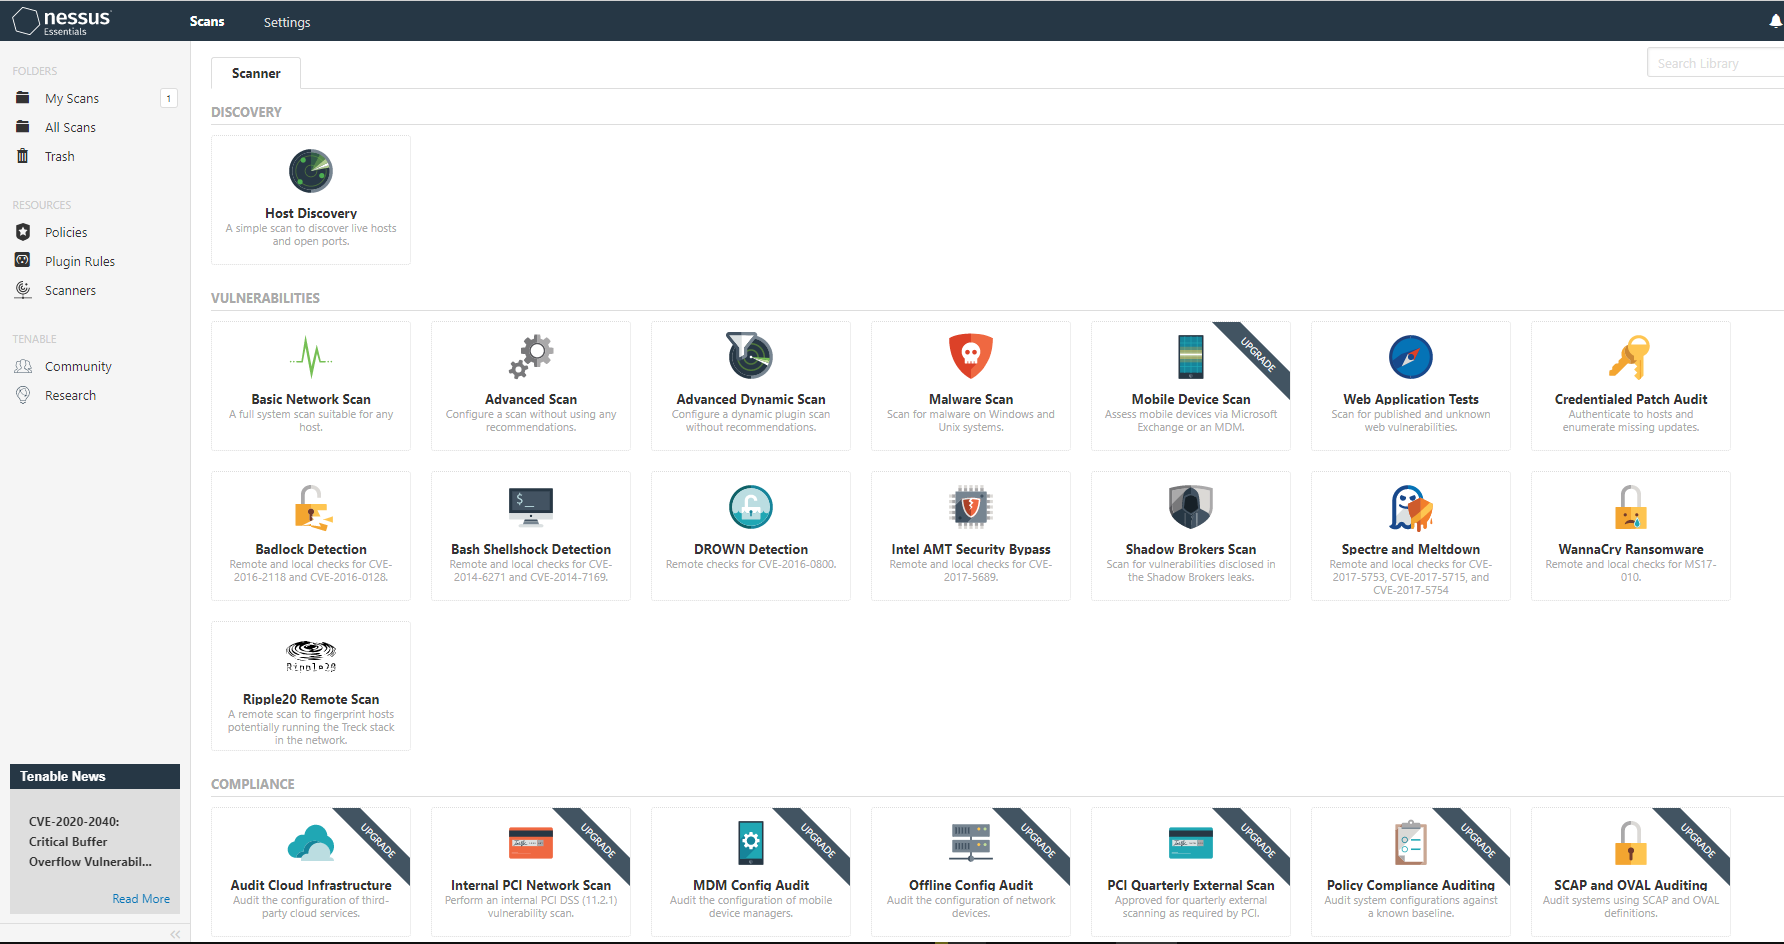 nessus
Essentials
Scans
Settings
FOLDERS
My Scans
1
All Scans
Trash
RESOURCES
Policies
Plugin Rules
Scanners
TENABLE
Community
Research
Tenable News
CVE-2020-2040:
Critical Buffer
Overflow Vulnerabil...
Read More
Scanner
Search Library
DISCOVERY
Host Discovery
A simple scan to discover live hosts
and open ports.
VULNERABILITIES
Basic Network Scan
A full system scan suitable for any
host.
Advanced Scan
Configure a scan without using any
recommendations.
Advanced Dynamic Scan
Configure a dynamic plugin scan
without recommendations.
Malware Scan
Scan for malware on Windows and
Unix systems.
UPGRADE
Mobile Device Scan
Assess mobile devices via Microsoft
Exchange or an MDM.
Web Application Tests
Scan for published and unknown
web vulnerabilities.
Credentialed Patch Audit
Authenticate to hosts and
enumerate missing updates.
Badlock Detection
Remote and local checks for CVE-
2016-2118 and CVE-2016-0128.
$_
Bash Shellshock Detection
Remote and local checks for CVE-
2014-6271 and CVE-2014-7169.
DROWN Detection
Remote checks for CVE-2016-0800.
Intel AMT Security Bypass
Remote and local checks for CVE-
2017-5689.
Shadow Brokers Scan
Scan for vulnerabilities disclosed in
the Shadow Brokers leaks.
Spectre and Meltdown
Remote and local checks for CVE-
2017-5753, CVE-2017-5715, and
CVE-2017-5754
WannaCry Ransomware
Remote and local checks for MS17-
010.
Ripple20
Ripple20 Remote Scan
A remote scan to fingerprint hosts
potentially running the Treck stack
in the network.
COMPLIANCE
UPGRADE
Audit Cloud Infrastructure
Audit the configuration of third-
party cloud services.
UPGRADE
Internal PCI Network Scan
Perform an internal PCI DSS (11.2.1)
vulnerability scan.
UPGRADE
MDM Config Audit
Audit the configuration of mobile
device managers.
UPGRADE
Offline Config Audit
Audit the configuration of network
devices.
UPGRADE
PCI Quarterly External Scan
Approved for quarterly external
scanning as required by PCI.
UPGRADE
Policy Compliance Auditing
Audit system configurations against
a known baseline.
UPGRADE
SCAP and OVAL Auditing
Audit systems using SCAP and OVAL
definitions.